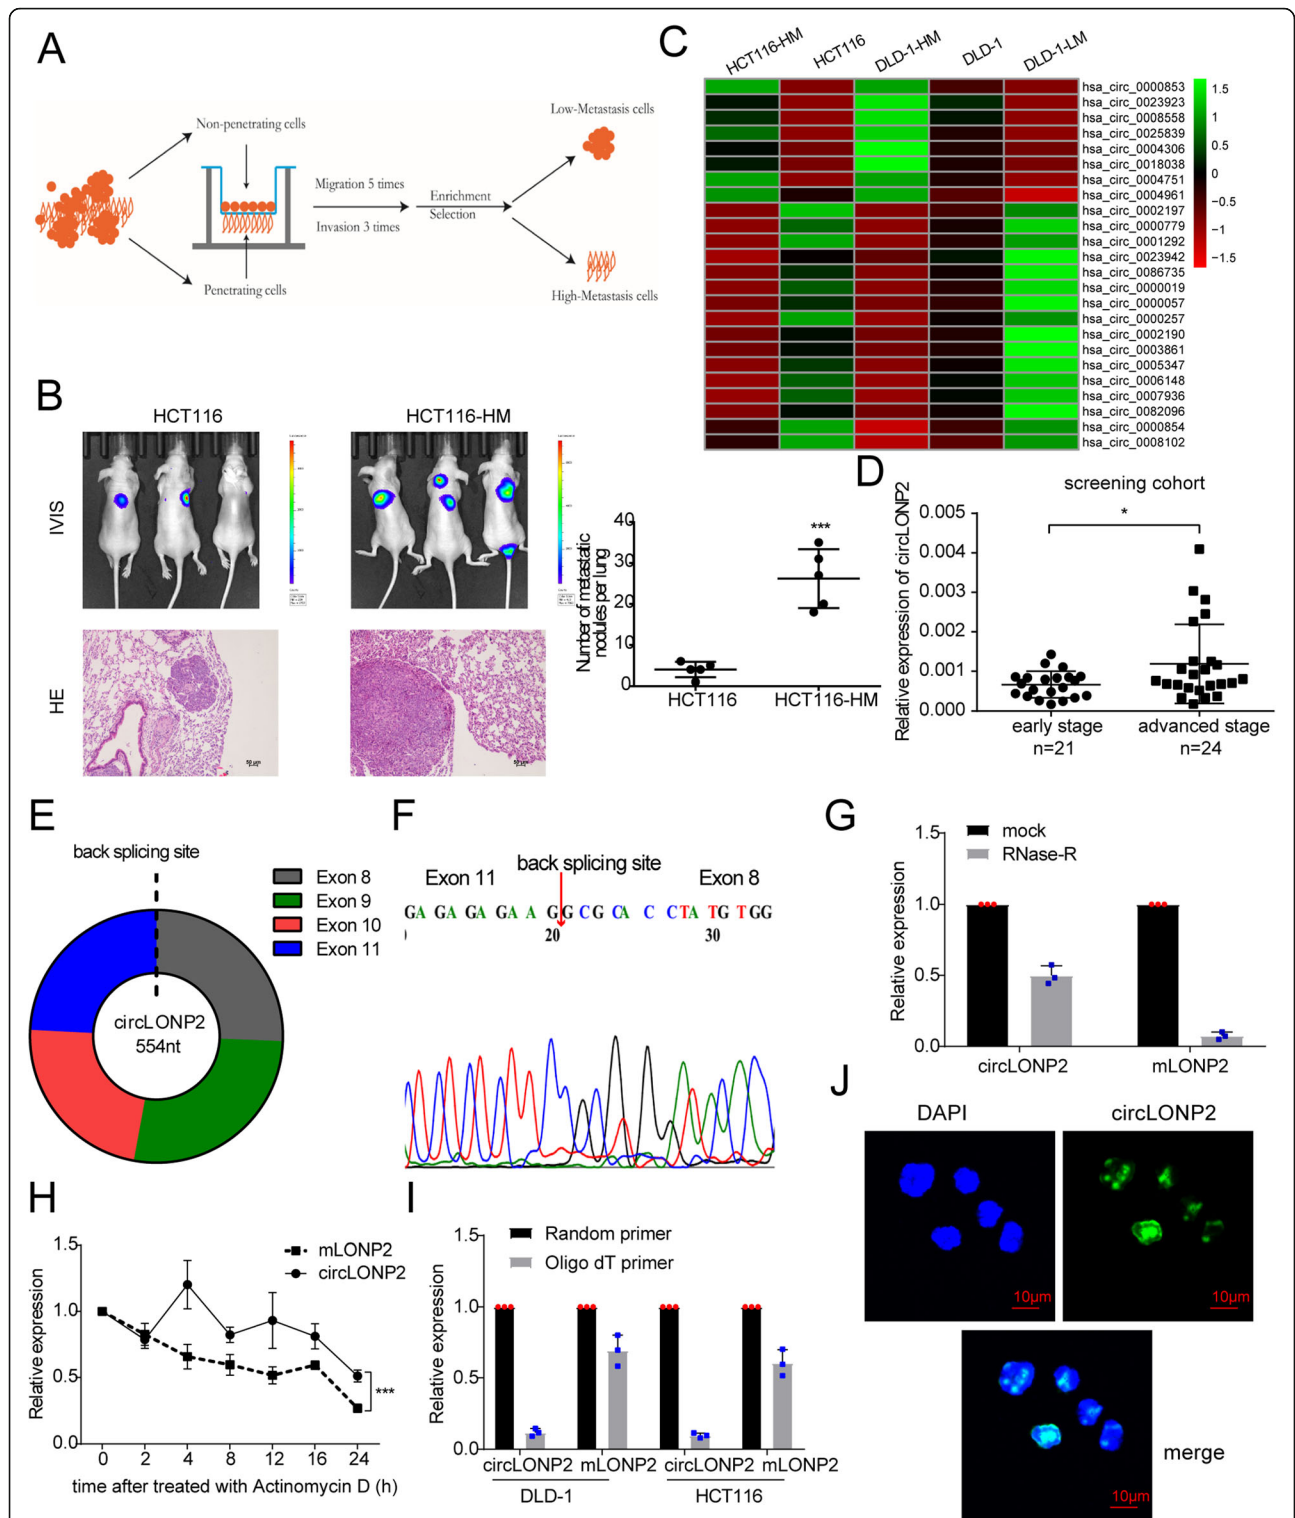 A
Non-penetrating cells
Migration 5 times
Invasion 3 times
Penetrating cells
Enrichment
Selection
Low-Metastasis cells
High-Metastasis cells
B
HCT116
HCT116-HM
IVIS
HE
50 μm
50 μm
Number of metastatic
nodules per lung
40
30
20
10
0
***
HCT116
HCT116-HM
C
HCT116-HM
HCT116
DLD-1-HM
DLD-1
DLD-1-LM
hsa_circ_0000853
hsa_circ_0023923
hsa_circ_0008558
hsa_circ_0025839
hsa_circ_0004306
hsa_circ_0018038
hsa_circ_0004751
hsa_circ_0004961
hsa_circ_0002197
hsa_circ_0000779
hsa_circ_0001292
hsa_circ_0023942
hsa_circ_0086735
hsa_circ_0000019
hsa_circ_0000057
hsa_circ_0000257
hsa_circ_0002190
hsa_circ_0003861
hsa_circ_0005347
hsa_circ_0006148
hsa_circ_0007936
hsa_circ_0082096
hsa_circ_0000854
hsa_circ_0008102
1.5
1
0.5
0
−0.5
−1
−1.5
D
screening cohort
Relative expression of circLONP2
0.005
0.004
0.003
0.002
0.001
0.000
*
early stage
n=21
advanced stage
n=24
E
back splicing site
circLONP2
554nt
Exon 8
Exon 9
Exon 10
Exon 11
F
back splicing site
Exon 11
Exon 8
GA GA GA GA A GGCG CA C CTA TG TGG
20
30
G
mock
RNase-R
Relative expression
1.5
1.0
0.5
0.0
circLONP2
mLONP2
H
Relative expression
1.5
1.0
0.5
0.0
mLONP2
circLONP2
***
0 2 4 8 12 16 24
time after treated with Actinomycin D (h)
I
Random primer
Oligo dT primer
Relative expression
1.5
1.0
0.5
0.0
circLONP2 mLONP2 circLONP2 mLONP2
DLD-1
HCT116
J
DAPI
circLONP2
10μm
10μm
merge
10μm